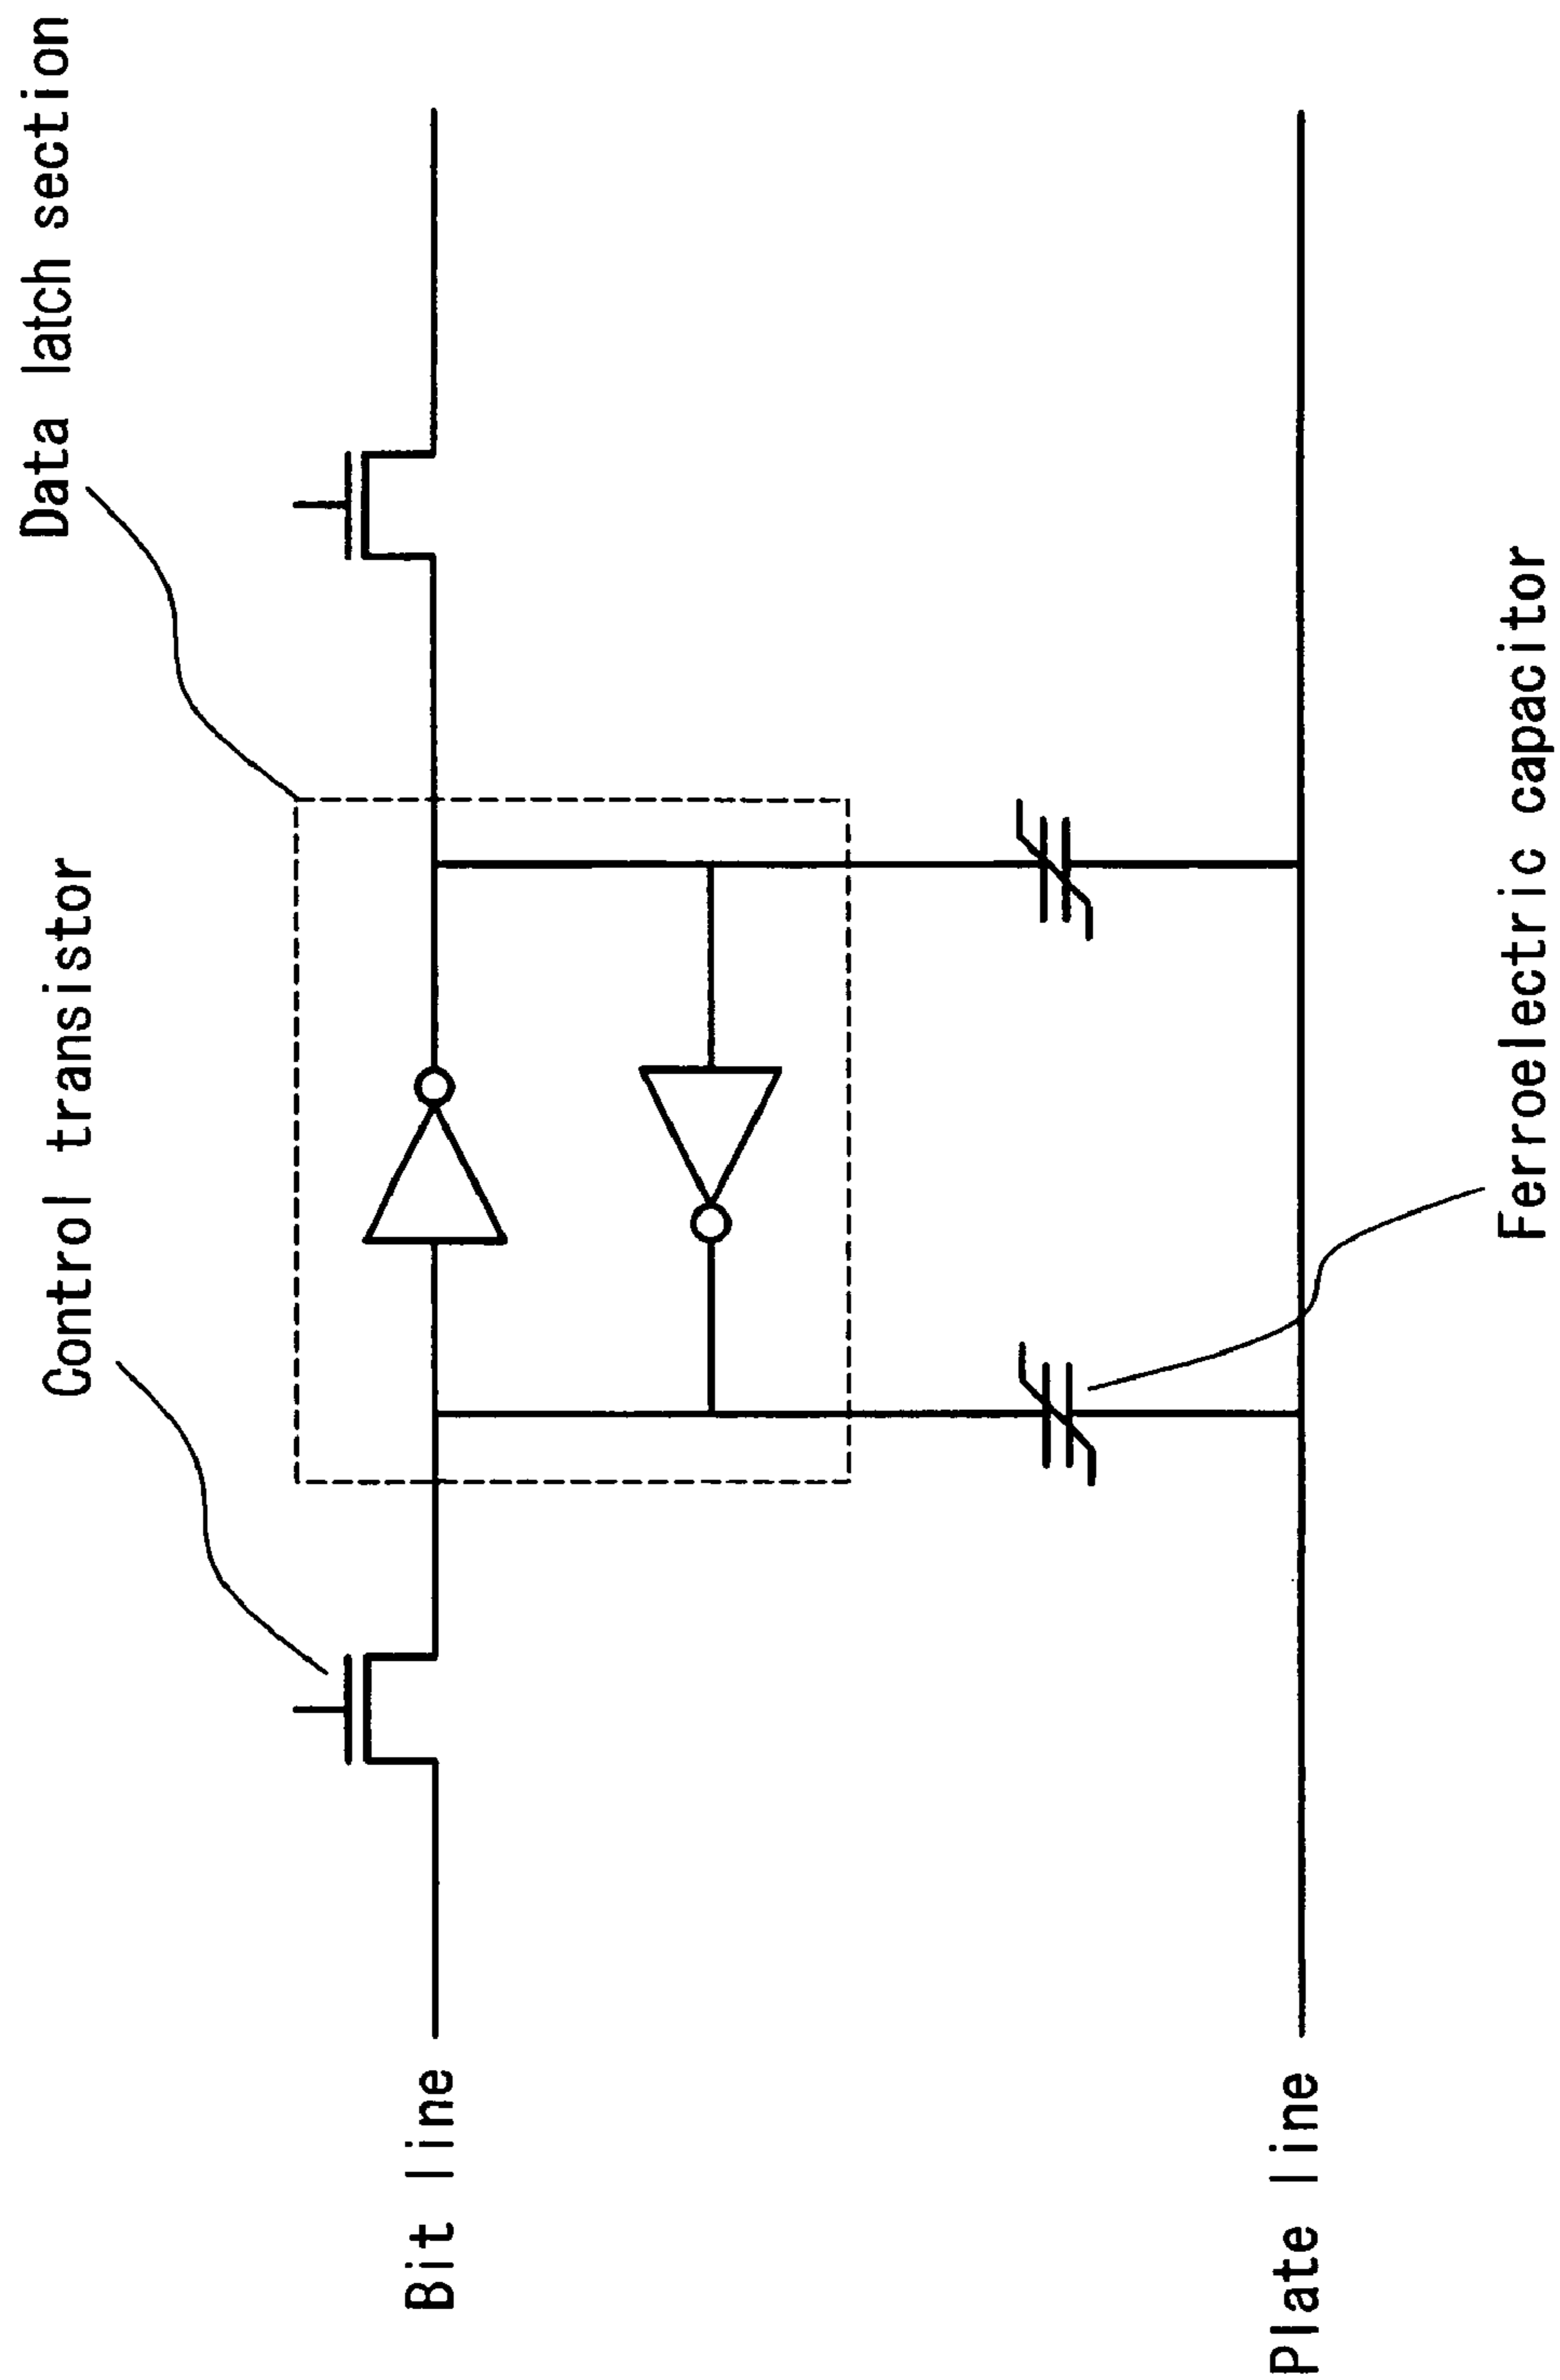 Data latch section
Control transistor
Bit line
Plate line
Ferroelectric capacitor